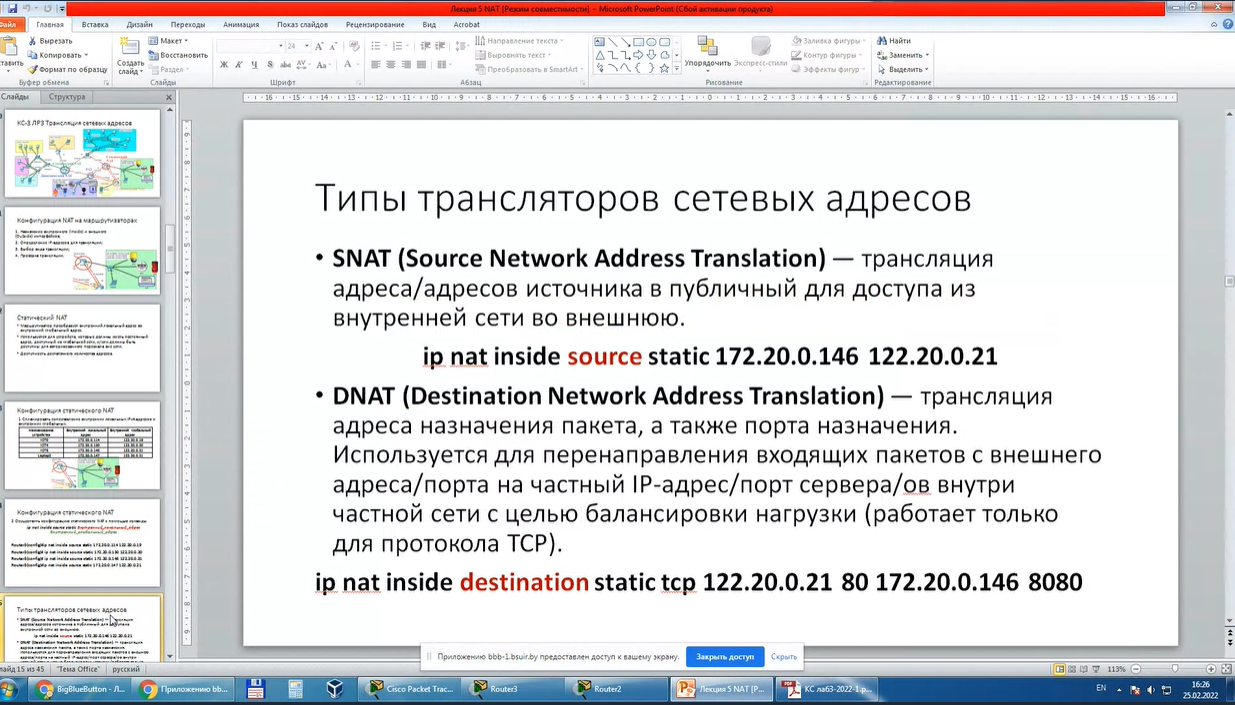 Лекция 5 NAT [Режим совместимости] - Microsoft PowerPoint (Сбой активации продукта)
Файл Главная Вставка Дизайн Переходы Анимация Показ слайдов Рецензирование Вид Acrobat
Вырезать
Копировать
Формат по образцу
Буфер обмена
Создать
слайд
Макет
Восстановить
Раздел
Слайды
24
Шрифт
Направление текста
Выровнять текст
Преобразовать в SmartArt
Абзац
Упорядочить Экспресс-стили
Заливка фигуры
Контур фигуры
Эффекты фигур
Рисование
Найти
Заменить
Выделить
Редактирование
Слайды Структура
КС-3 ЛР3 Трансляция сетевых адресов
Конфигурация NAT на маршрутизаторах
Статический NAT
Конфигурация статического NAT
Конфигурация статического NAT
Типы трансляторов сетевых адресов
Типы трансляторов сетевых адресов
• SNAT (Source Network Address Translation) — трансляция
адреса/адресов источника в публичный для доступа из
внутренней сети во внешнюю.
ip nat inside source static 172.20.0.146 122.20.0.21
• DNAT (Destination Network Address Translation) — трансляция
адреса назначения пакета, а также порта назначения.
Используется для перенаправления входящих пакетов с внешнего
адреса/порта на частный IP-адрес/порт сервера/ов внутри
частной сети с целью балансировки нагрузки (работает только
для протокола TCP).
ip nat inside destination static tcp 122.20.0.21 80 172.20.0.146 8080
Приложению bbb-1.bsuir.by предоставлен доступ к вашему экрану. Закрыть доступ Скрыть
лайд 15 из 45 "Тема Office" русский 113%
BigBlueButton - Л... Приложению bb... Cisco Packet Trac... Router3 Router2 Лекция 5 NAT [Р... КС лаб3-2022-1.p...
EN 16:26
25.02.2022